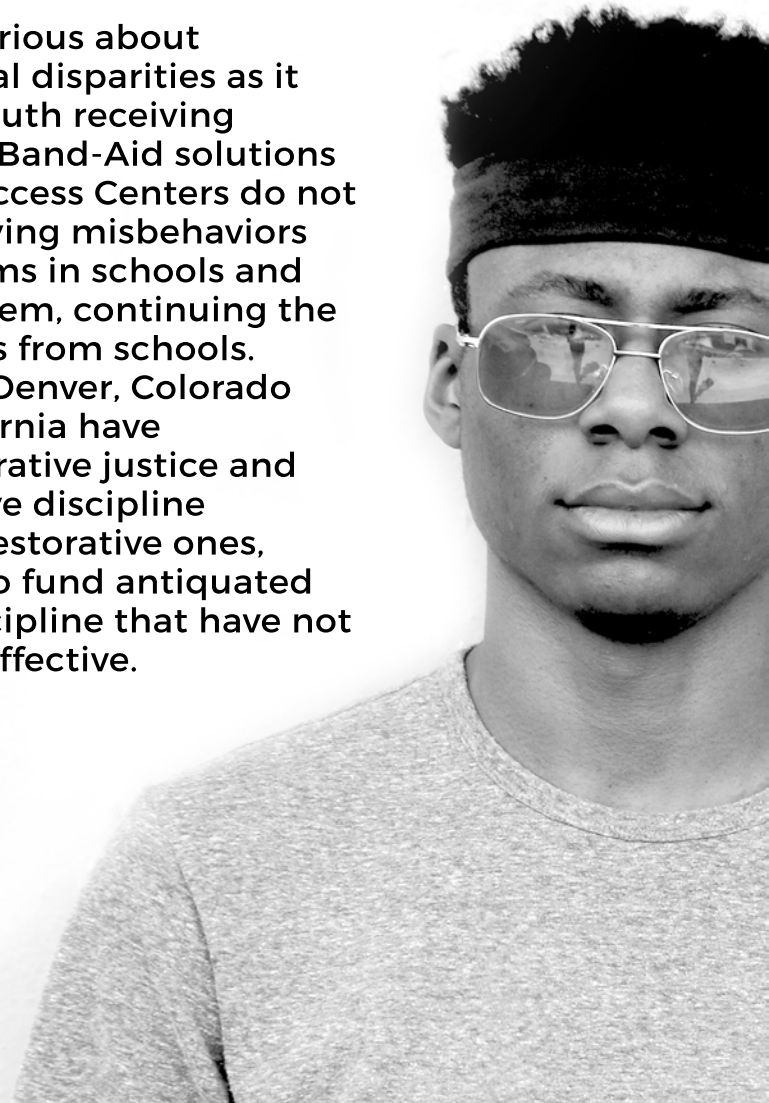 rious about
al disparities as it
uth receiving
Band-Aid solutions
ccess Centers do not
ying misbehaviors
ms in schools and
em, continuing the
s from schools.
Denver, Colorado
rnia have
rative justice and
ve discipline
estorative ones,
o fund antiquated
cipline that have not
ffective.